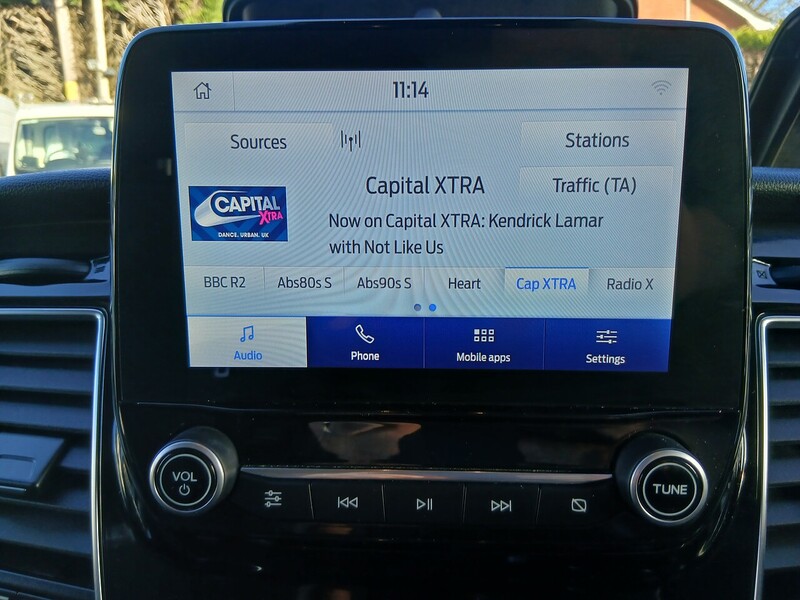 11:14
Sources
Stations
Capital XTRA
Traffic (TA)
CAPITAL
XTRA
DANCE. URBAN. UK
Now on Capital XTRA: Kendrick Lamar
with Not Like Us
BBC R2 Abs80s S Abs90s S Heart Cap XTRA Radio X
Audio Phone Mobile apps Settings
VOL
TUNE